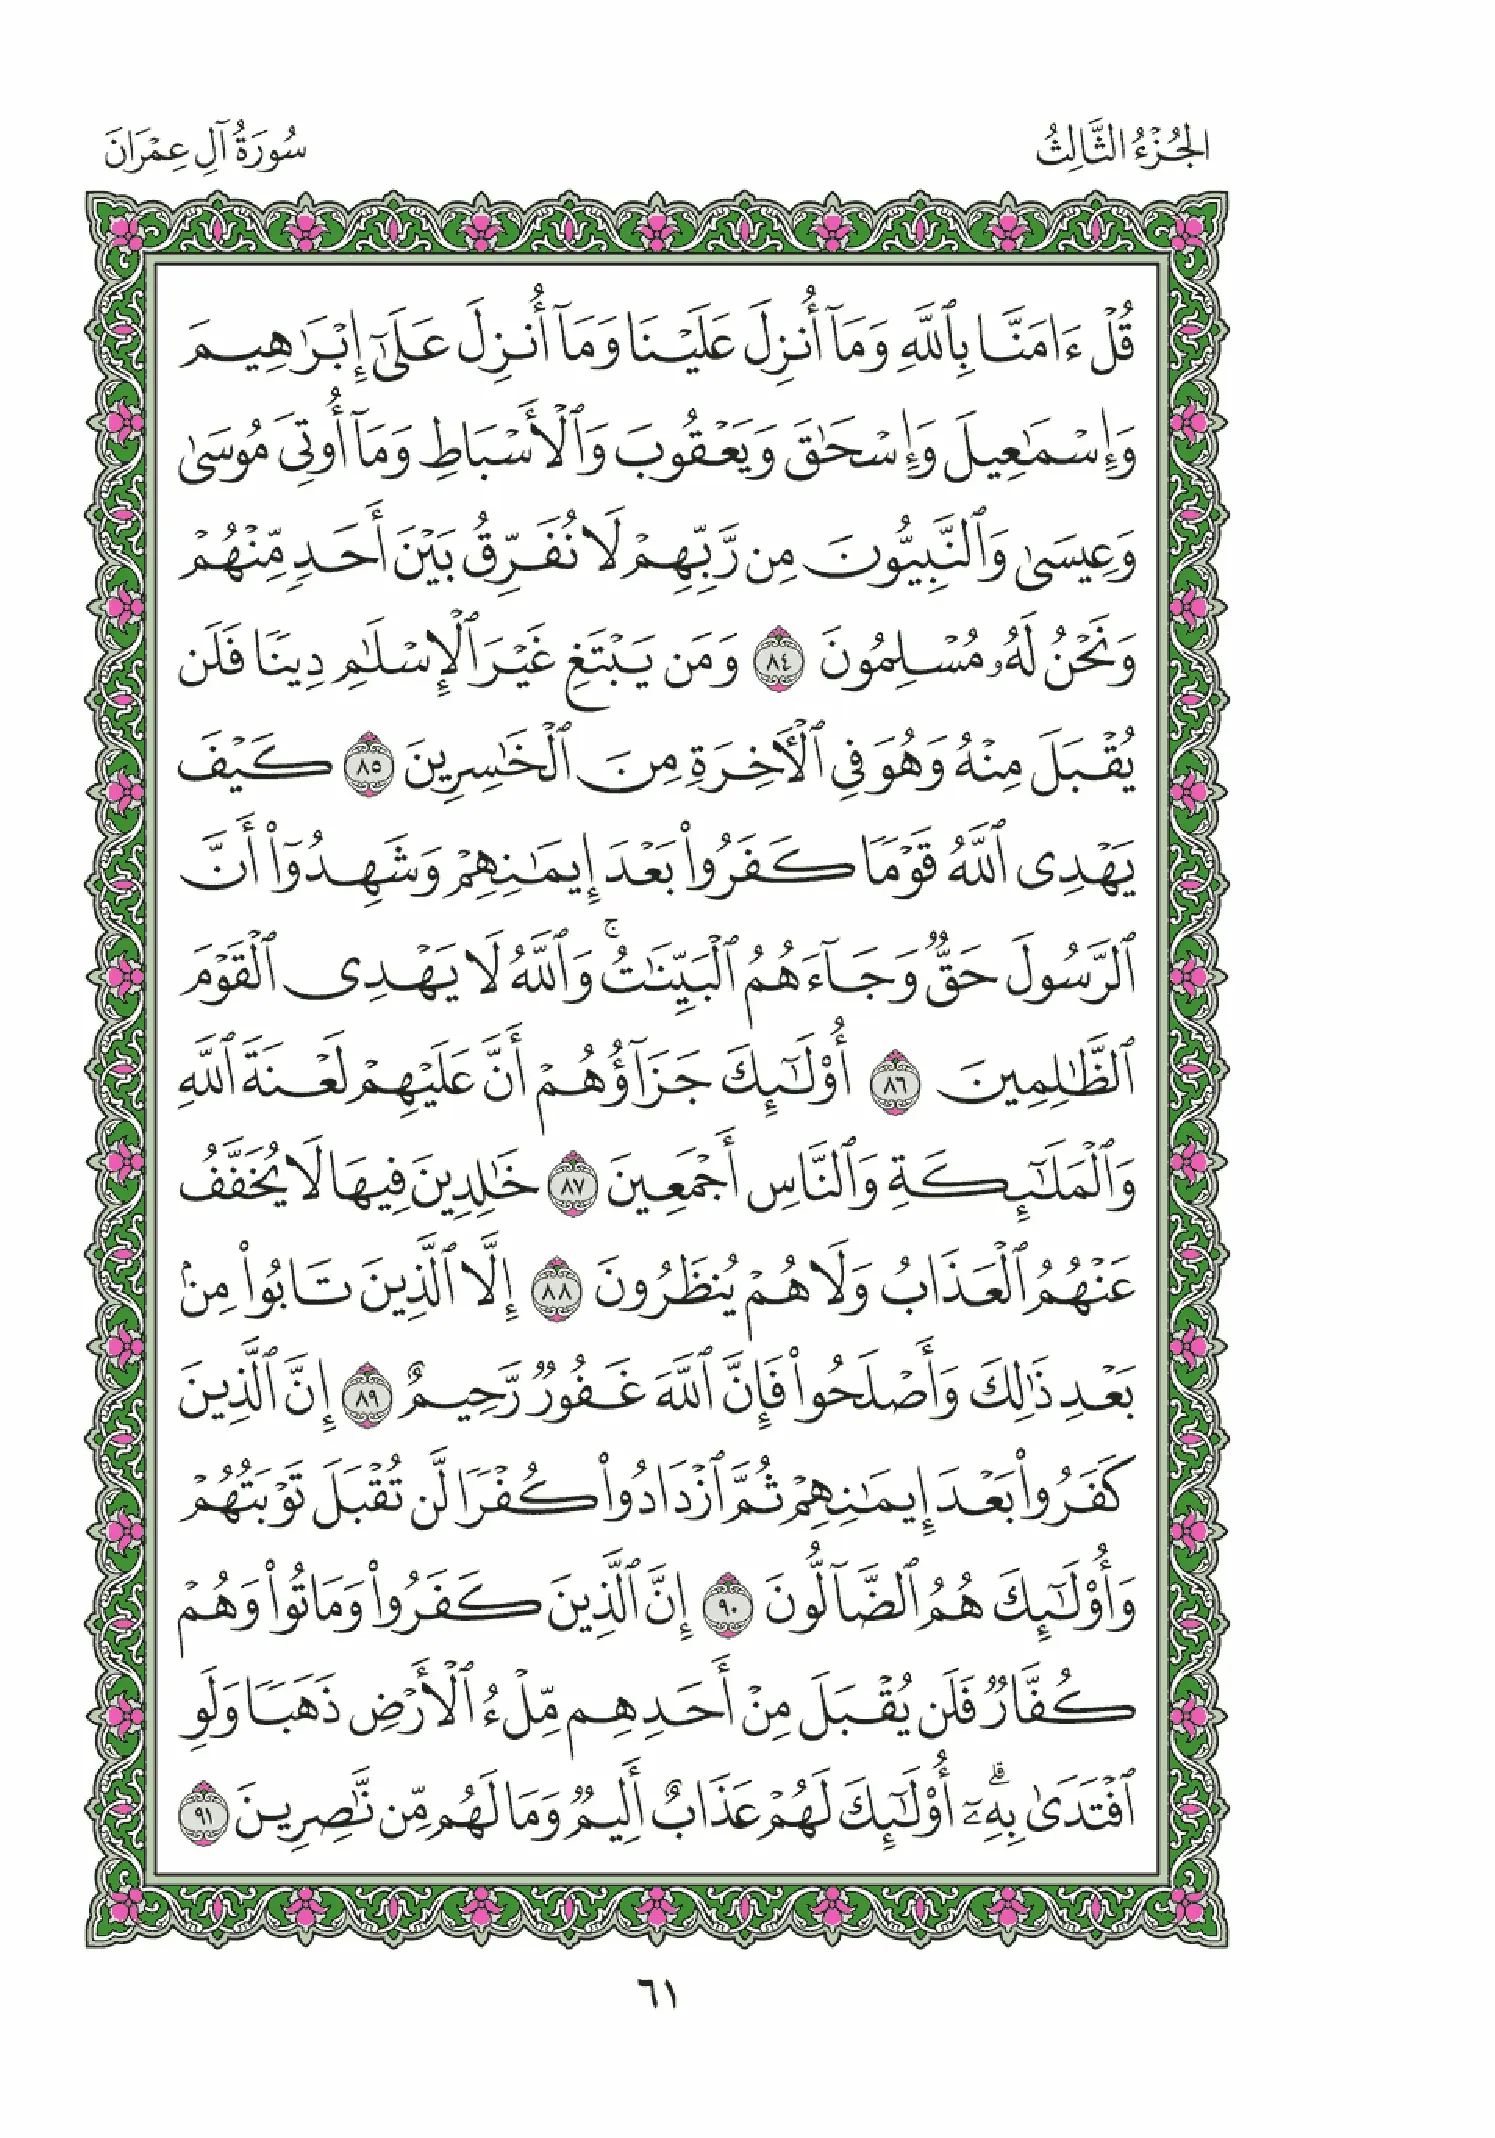 الجُزْءُ الثَّالِثُ
سُورَةُ آلِ عِمْرَانَ
قُلْ ءَامَنَّا بِٱللَّهِ وَمَآ أُنزِلَ عَلَيْنَا وَمَآ أُنزِلَ عَلَىٰٓ إِبْرَٰهِيمَ
وَإِسْمَٰعِيلَ وَإِسْحَٰقَ وَيَعْقُوبَ وَٱلْأَسْبَاطِ وَمَآ أُوتِىَ مُوسَىٰ
وَعِيسَىٰ وَٱلنَّبِيُّونَ مِن رَّبِّهِمْ لَا نُفَرِّقُ بَيْنَ أَحَدٍ مِّنْهُمْ
وَنَحْنُ لَهُۥ مُسْلِمُونَ ٨٤ وَمَن يَبْتَغِ غَيْرَ ٱلْإِسْلَٰمِ دِينًا فَلَن
يُقْبَلَ مِنْهُ وَهُوَ فِى ٱلْأَخِرَةِ مِنَ ٱلْخَٰسِرِينَ ٨٥ كَيْفَ
يَهْدِى ٱللَّهُ قَوْمًا كَفَرُوا۟ بَعْدَ إِيمَٰنِهِمْ وَشَهِدُوٓا۟ أَنَّ
ٱلرَّسُولَ حَقٌّ وَجَآءَهُمُ ٱلْبَيِّنَٰتُ ۚ وَٱللَّهُ لَا يَهْدِى ٱلْقَوْمَ
ٱلظَّٰلِمِينَ ٨٦ أُو۟لَٰٓئِكَ جَزَآؤُهُمْ أَنَّ عَلَيْهِمْ لَعْنَةَ ٱللَّهِ
وَٱلْمَلَٰٓئِكَةِ وَٱلنَّاسِ أَجْمَعِينَ ٨٧ خَٰلِدِينَ فِيهَا لَا يُخَفَّفُ
عَنْهُمُ ٱلْعَذَابُ وَلَا هُمْ يُنظَرُونَ ٨٨ إِلَّا ٱلَّذِينَ تَابُوا۟ مِنۢ
بَعْدِ ذَٰلِكَ وَأَصْلَحُوا۟ فَإِنَّ ٱللَّهَ غَفُورٌ رَّحِيمٌ ٨٩ إِنَّ ٱلَّذِينَ
كَفَرُوا۟ بَعْدَ إِيمَٰنِهِمْ ثُمَّ ٱزْدَادُوا۟ كُفْرًا لَّن تُقْبَلَ تَوْبَتُهُمْ
وَأُو۟لَٰٓئِكَ هُمُ ٱلضَّآلُّونَ ٩٠ إِنَّ ٱلَّذِينَ كَفَرُوا۟ وَمَاتُوا۟ وَهُمْ
كُفَّارٌ فَلَن يُقْبَلَ مِنْ أَحَدِهِم مِّلْءُ ٱلْأَرْضِ ذَهَبًا وَلَوِ
ٱفْتَدَىٰ بِهِۦٓ ۗ أُو۟لَٰٓئِكَ لَهُمْ عَذَابٌ أَلِيمٌ وَمَا لَهُم مِّن نَّٰصِرِينَ ٩١
٦١